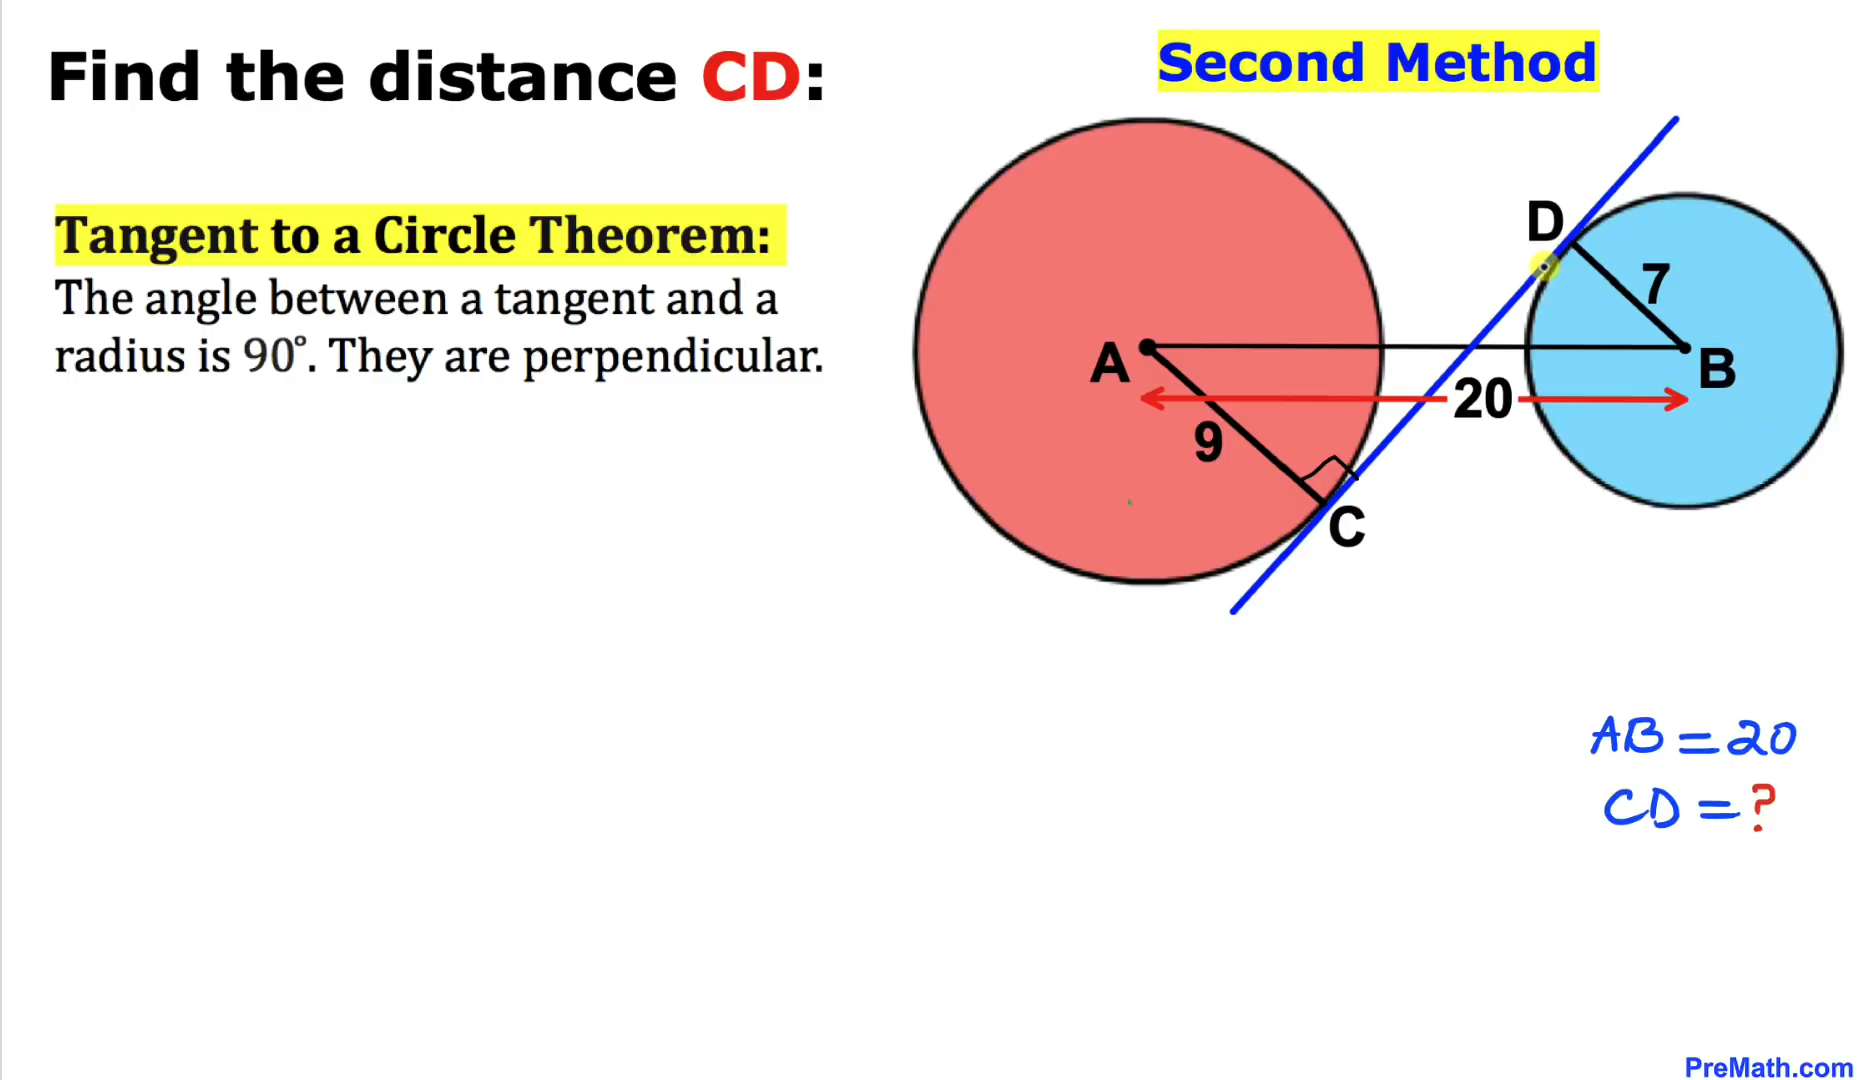 Find the distance CD:
Second Method
Tangent to a Circle Theorem:
The angle between a tangent and a
radius is 90°. They are perpendicular.
D
7
A
B
20
9
C
AB = 20
CD = ?
PreMath.com